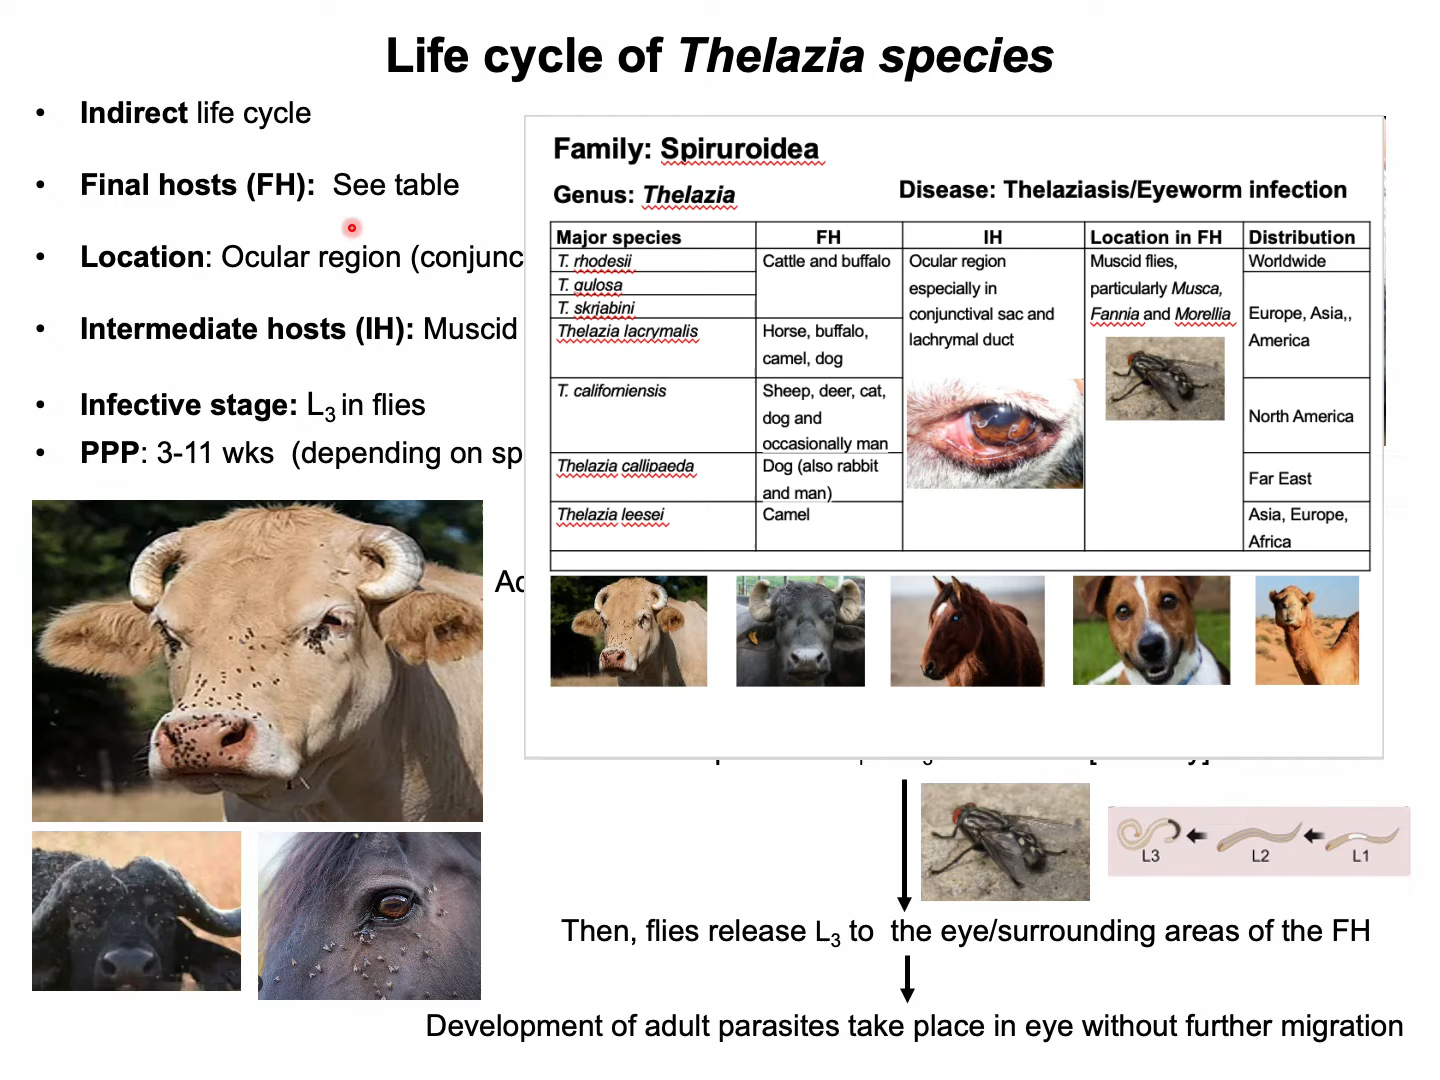 Life cycle of Thelazia species
• Indirect life cycle
• Final hosts (FH): See table
• Location: Ocular region (conjunc
• Intermediate hosts (IH): Muscid
• Infective stage: L3 in flies
• PPP: 3-11 wks (depending on sp
Family: Spiruroidea
Genus: Thelazia
Disease: Thelaziasis/Eyeworm infection
Major species FH IH Location in FH Distribution
T. rhodesii
T. gulosa
T. skrjabini
Cattle and buffalo
Thelazia lacrymalis
Horse, buffalo,
camel, dog
T. californiensis
Sheep, deer, cat,
dog and
occasionally man
Thelazia callipaeda
Dog (also rabbit
and man)
Thelazia leesei
Camel
Ocular region
especially in
conjunctival sac and
lachrymal duct
Muscid flies,
particularly Musca,
Fannia and Morellia
Worldwide
Europe, Asia,,
America
North America
Far East
Asia, Europe,
Africa
L3 L2 L1
Then, flies release L3 to the eye/surrounding areas of the FH
Development of adult parasites take place in eye without further migration